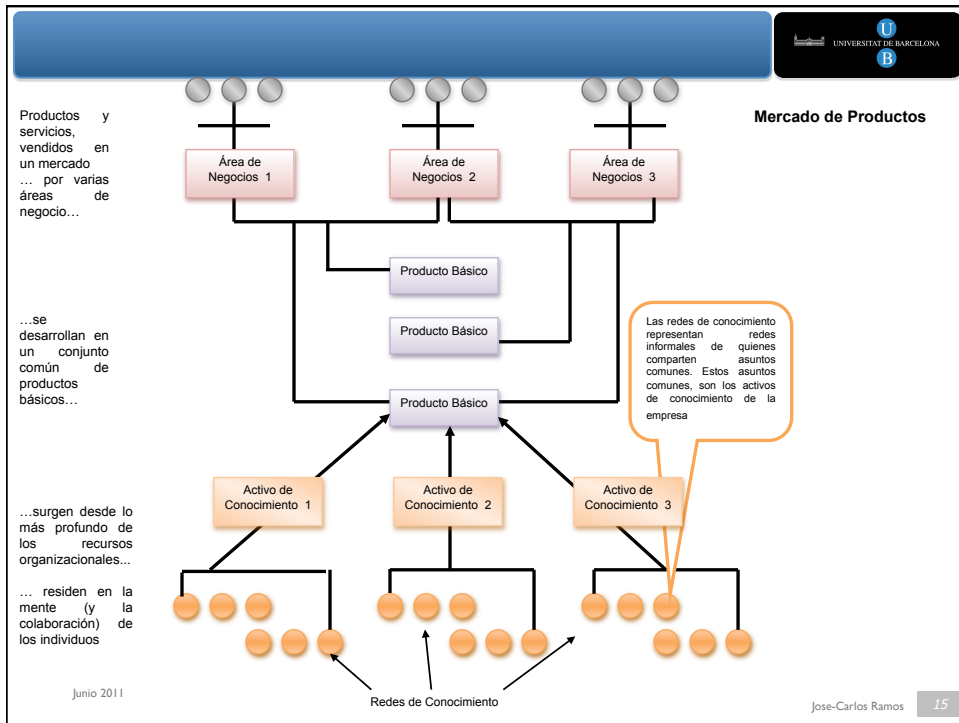 U
UNIVERSITAT DE BARCELONA
B
Mercado de Productos
Productos y
servicios,
vendidos en
un mercado
… por varias
áreas de
negocio…
Área de
Negocios 1
Área de
Negocios 2
Área de
Negocios 3
Producto Básico
Producto Básico
Producto Básico
…se
desarrollan en
un conjunto
común de
productos
básicos…
Las redes de conocimiento
representan redes
informales de quienes
comparten asuntos
comunes. Estos asuntos
comunes, son los activos
de conocimiento de la
empresa
Activo de
Conocimiento 1
Activo de
Conocimiento 2
Activo de
Conocimiento 3
…surgen desde lo
más profundo de
los recursos
organizacionales...
… residen en la
mente (y la
colaboración) de
los individuos
Redes de Conocimiento
Junio 2011
Jose-Carlos Ramos
15